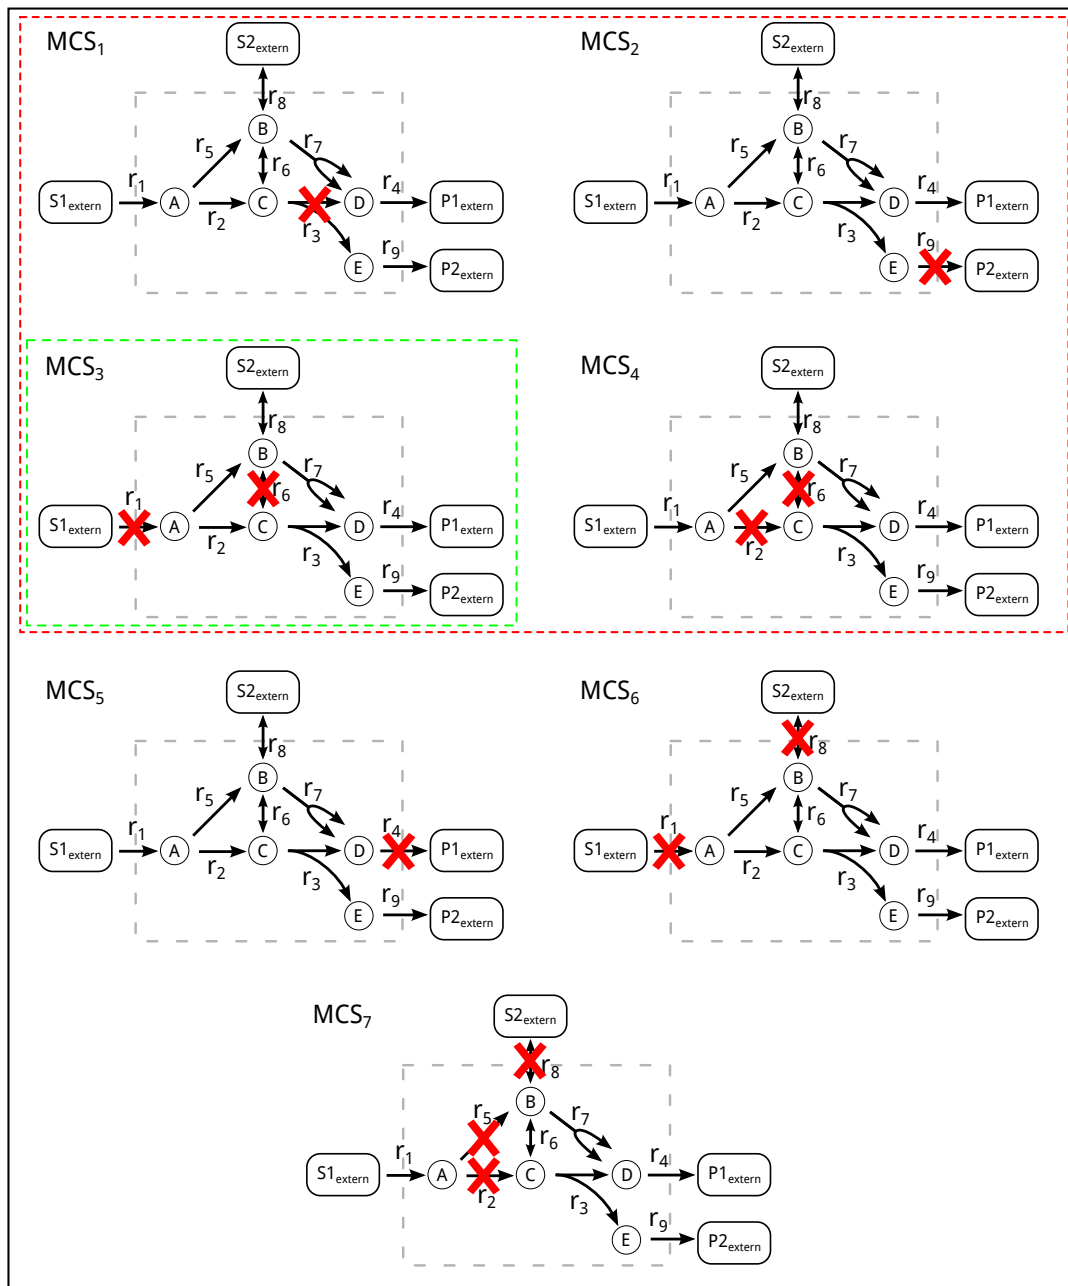 MCS1 S2extern MCS2 S2extern
r8 r8
B B
r5 r7 r5 r7
r1 r6 r4 r1 r6 r4
S1extern A C D P1extern S1extern A C D P1extern
r2 r3 r9 r2 r3 r9
E P2extern E P2extern
MCS3 S2extern MCS4 S2extern
r8 r8
B B
r5 r7 r5 r7
r1 r6 r4 r1 r6 r4
S1extern A C D P1extern S1extern A C D P1extern
r2 r3 r9 r2 r3 r9
E P2extern E P2extern
MCS5 S2extern MCS6 S2extern
r8 r8
B B
r5 r7 r5 r7
r1 r6 r4 r1 r6 r4
S1extern A C D P1extern S1extern A C D P1extern
r2 r3 r9 r2 r3 r9
E P2extern E P2extern
MCS7 S2extern
r8
B
r5 r7
r1 r6 r4
S1extern A C D P1extern
r2 r3 r9
E P2extern